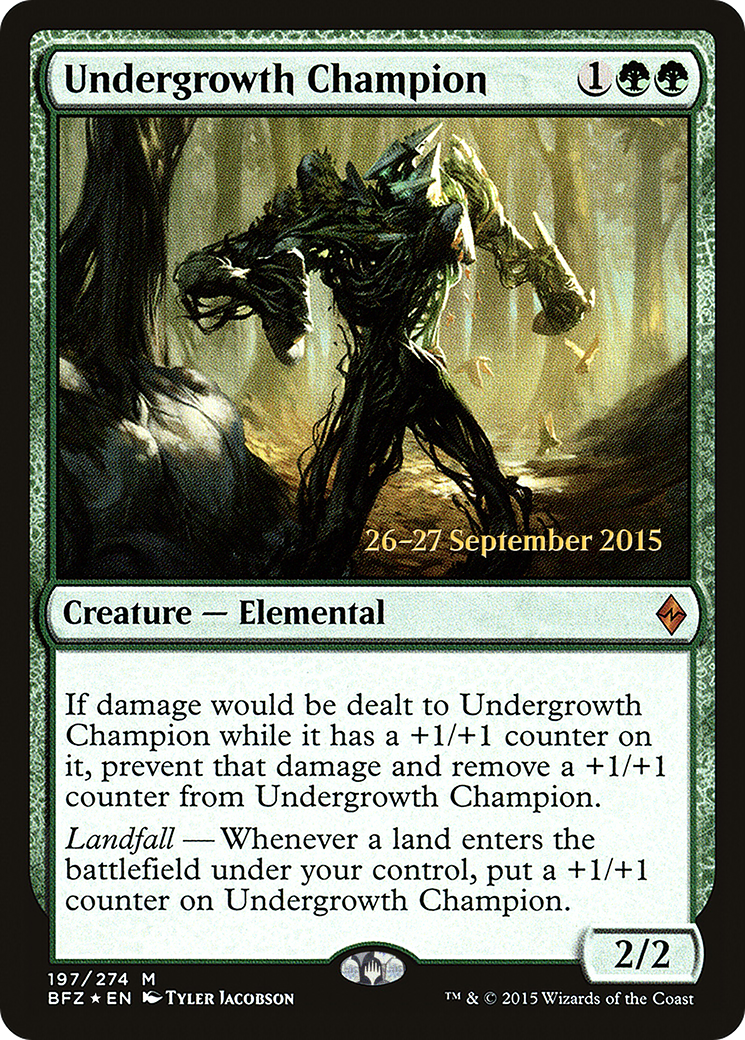 Undergrowth Champion 1
26–27 September 2015
Creature — Elemental
If damage would be dealt to Undergrowth
Champion while it has a +1/+1 counter on
it, prevent that damage and remove a +1/+1
counter from Undergrowth Champion.
Landfall — Whenever a land enters the
battlefield under your control, put a +1/+1
counter on Undergrowth Champion.
2/2
197/274 M
BFZ ★ EN Tyler Jacobson
™ & © 2015 Wizards of the Coast